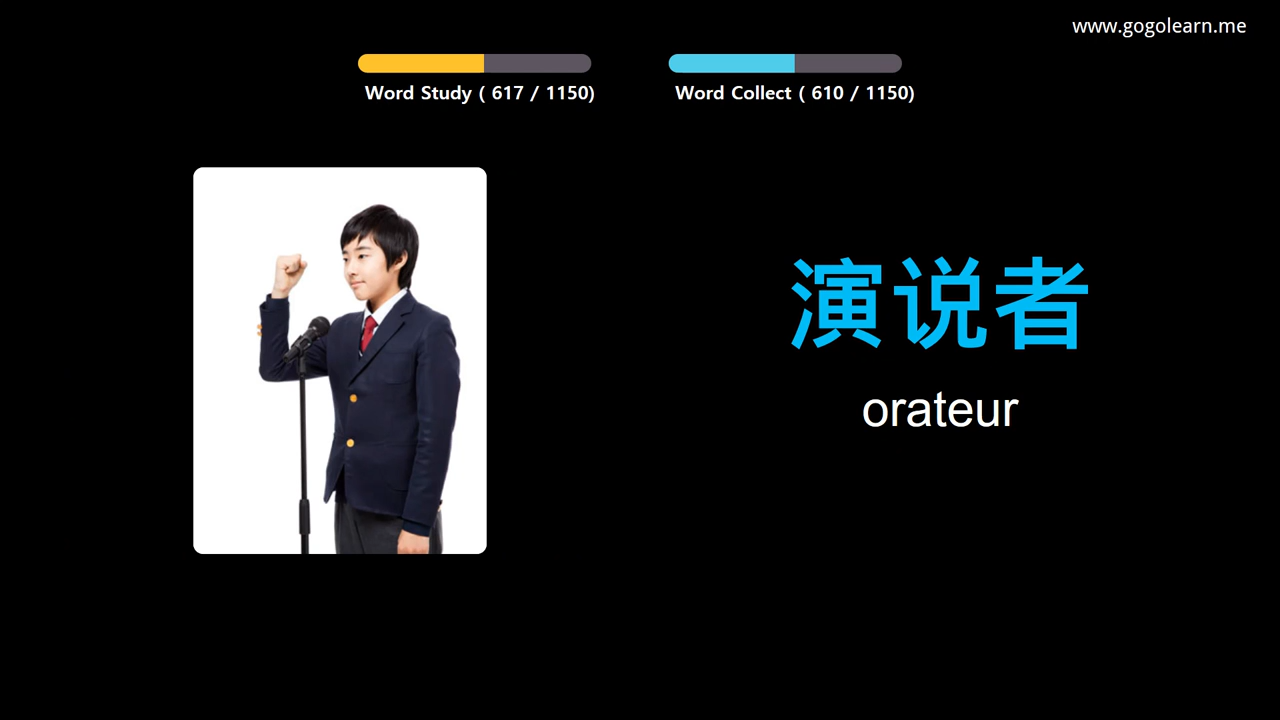 www.gogolearn.me
Word Study ( 617 / 1150)
Word Collect ( 610 / 1150)
演说者
orateur